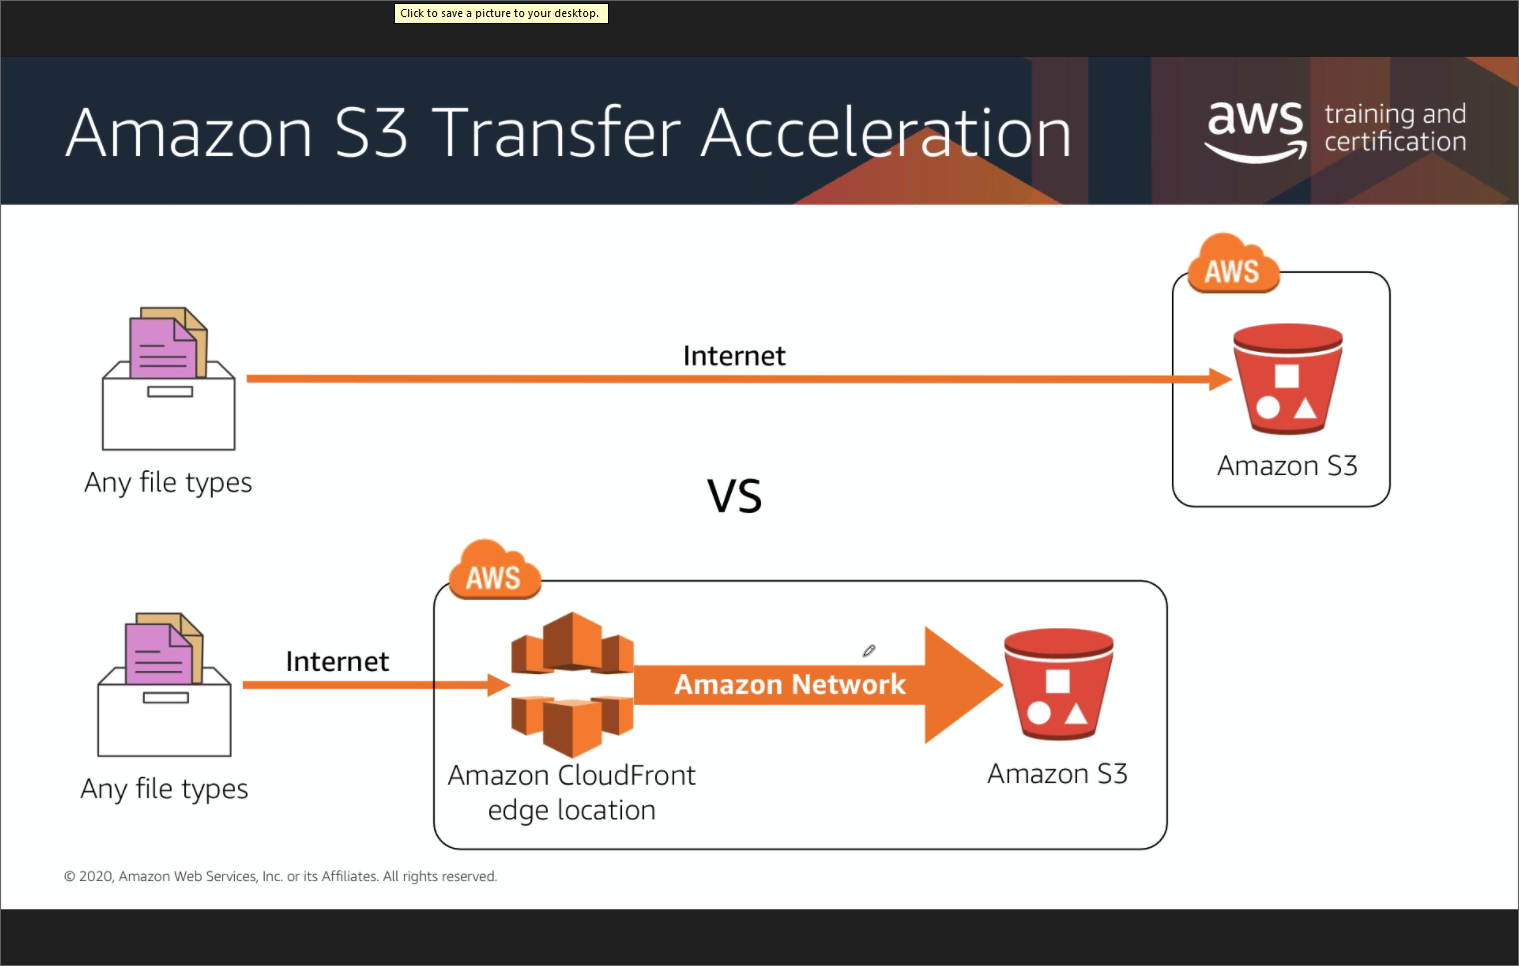 Click to save a picture to your desktop.
Amazon S3 Transfer Acceleration
aws
training and
certification
AWS
Internet
Any file types
Amazon S3
VS
AWS
Internet
Amazon Network
Any file types
Amazon CloudFront
edge location
Amazon S3
© 2020, Amazon Web Services, Inc. or its Affiliates. All rights reserved.